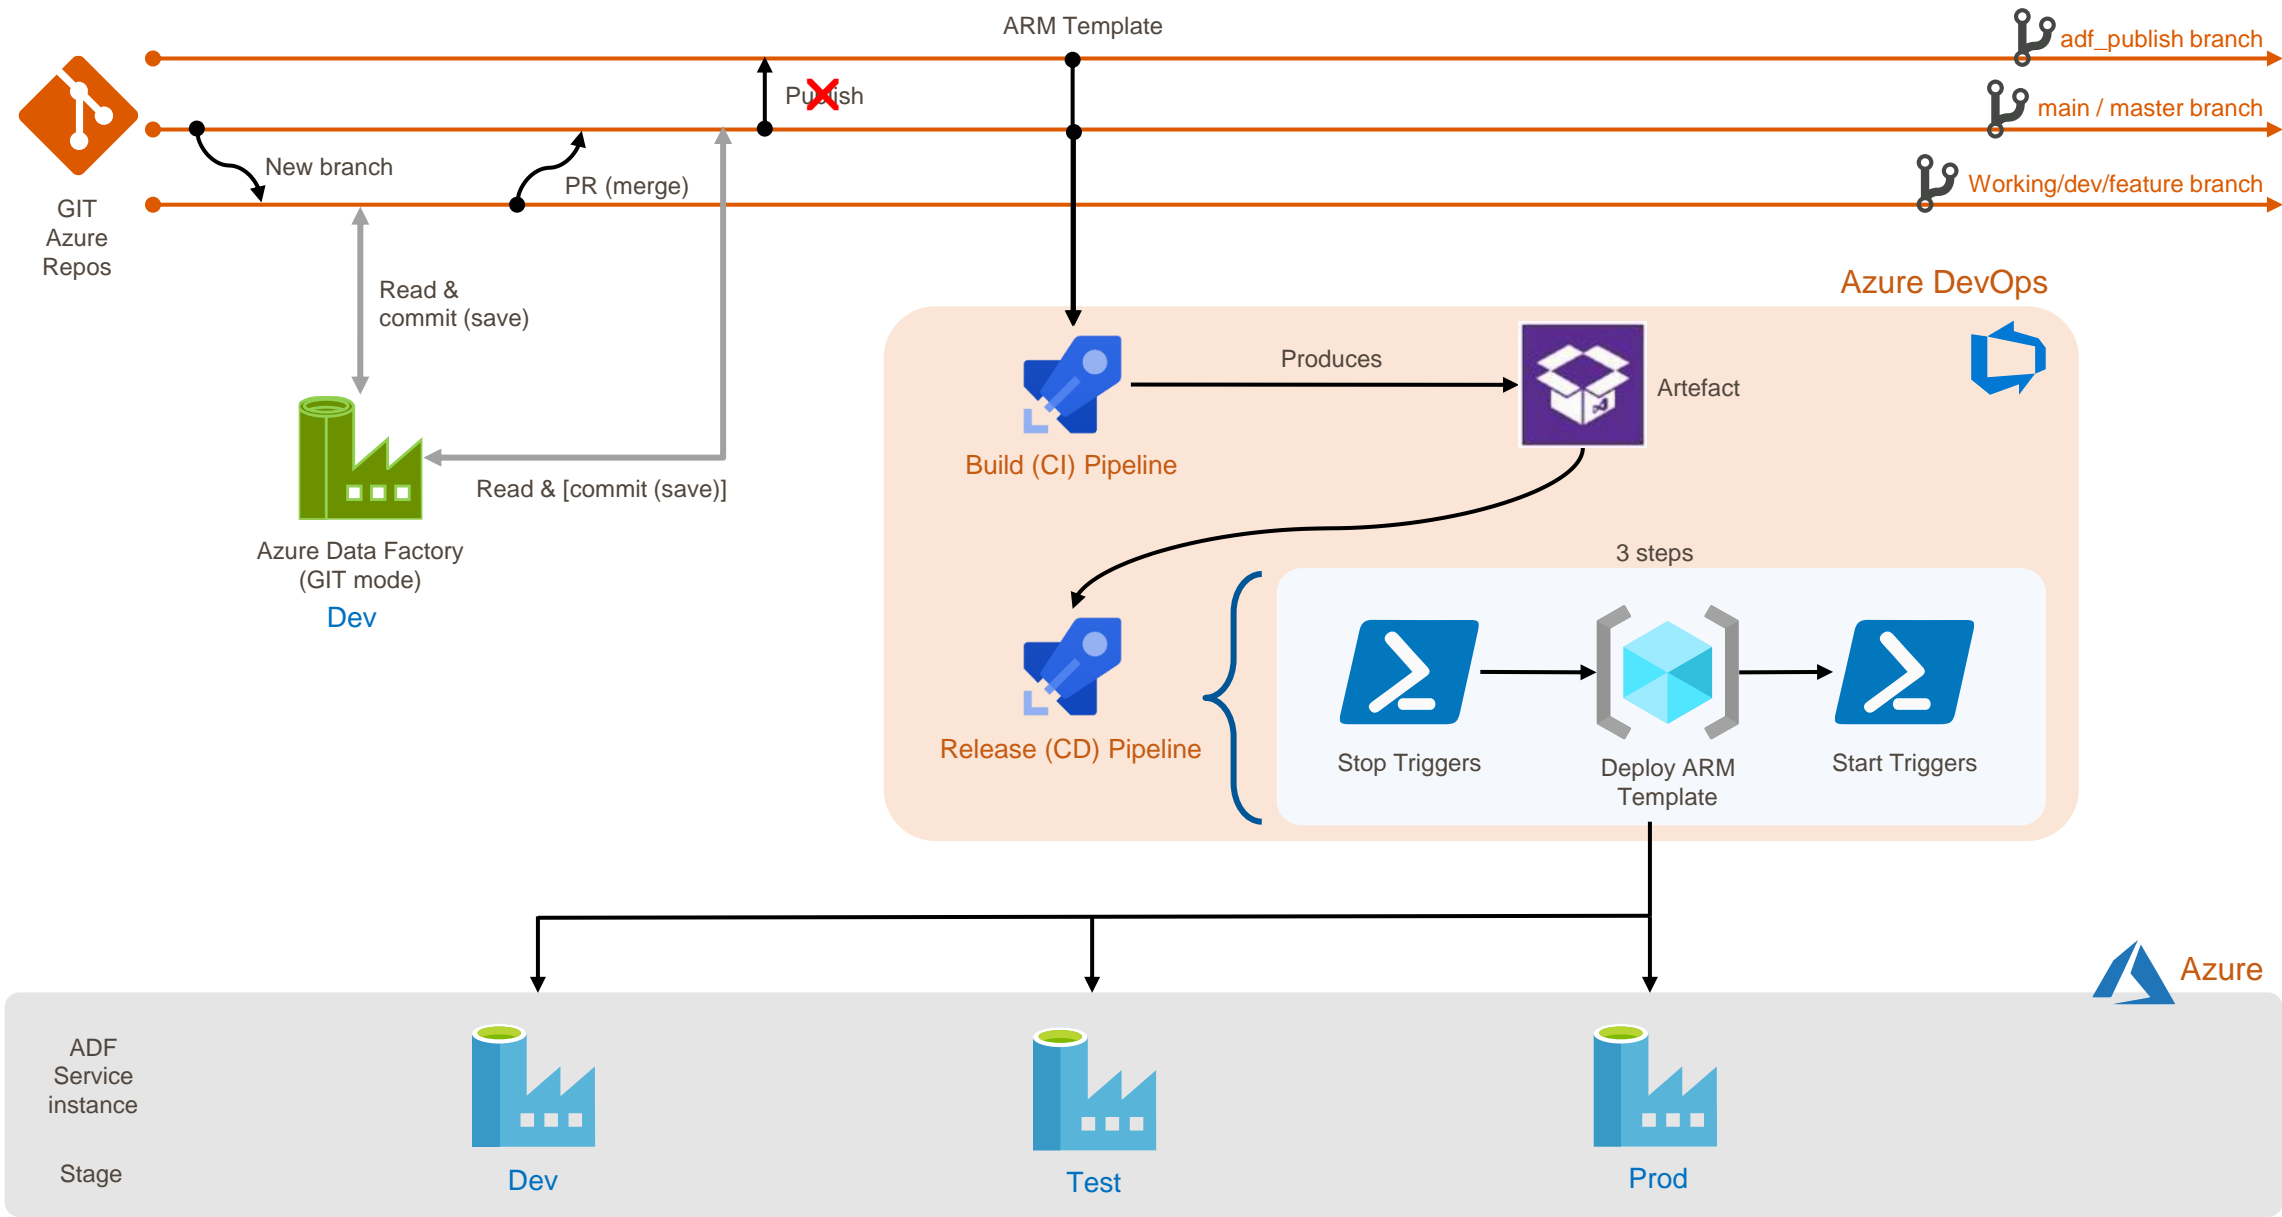 ARM Template
adf_publish branch
Publish
main / master branch
New branch
PR (merge)
Working/dev/feature branch
GIT
Azure
Repos
Read &
commit (save)
Azure DevOps
Produces
Artefact
Build (CI) Pipeline
Read & [commit (save)]
Azure Data Factory
(GIT mode)
Dev
3 steps
Release (CD) Pipeline
Stop Triggers
Deploy ARM
Template
Start Triggers
Azure
ADF
Service
instance
Stage
Dev
Test
Prod